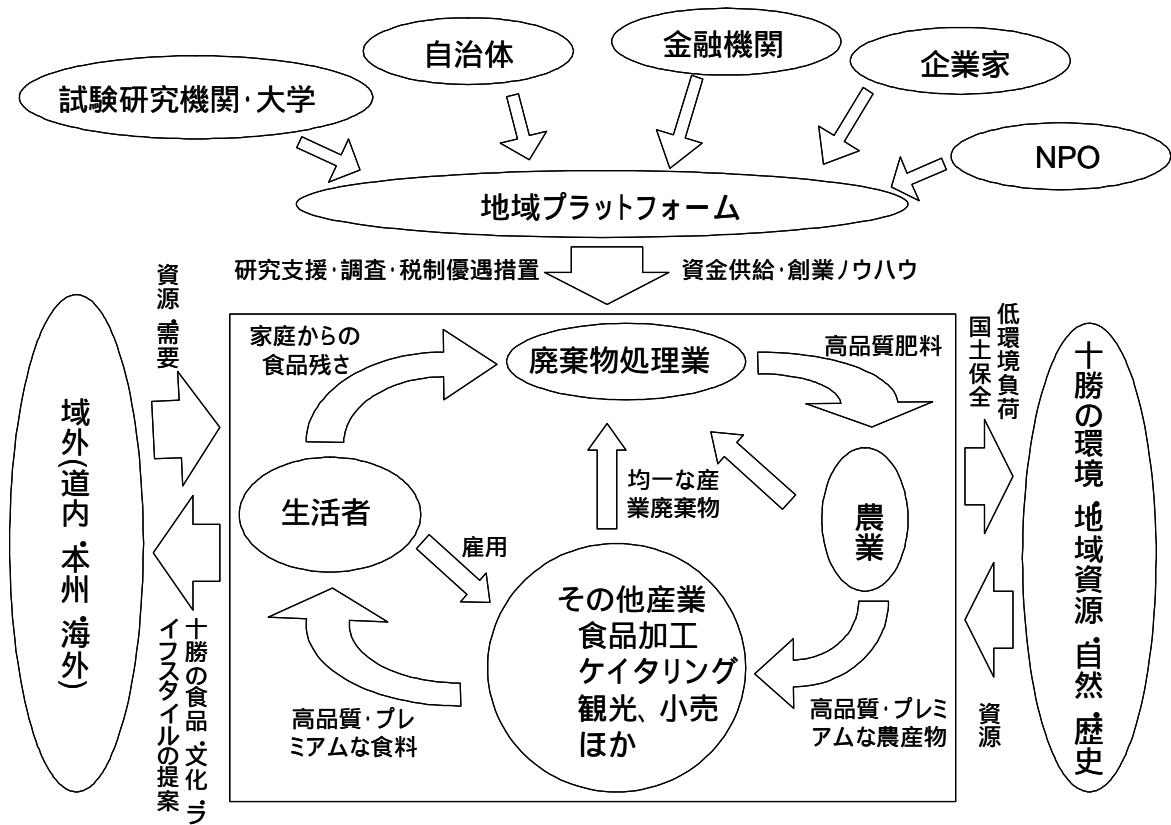 試験研究機関・大学
自治体
金融機関
企業家
NPO
地域プラットフォーム
研究支援・調査・税制優遇措置
資金供給・創業ノウハウ
資源・需要
域外(道内・本州・海外)
十勝の食品・文化・ラ
イフスタイルの提案
家庭からの
食品残さ
廃棄物処理業
高品質肥料
生活者
雇用
均一な産
業廃棄物
農業
その他産業
食品加工
ケイタリング
観光、小売
ほか
高品質・プレ
ミアムな食料
高品質・プレミ
アムな農産物
低環境負荷
国土保全
資源
十勝の環境・地域資源・自然・歴史